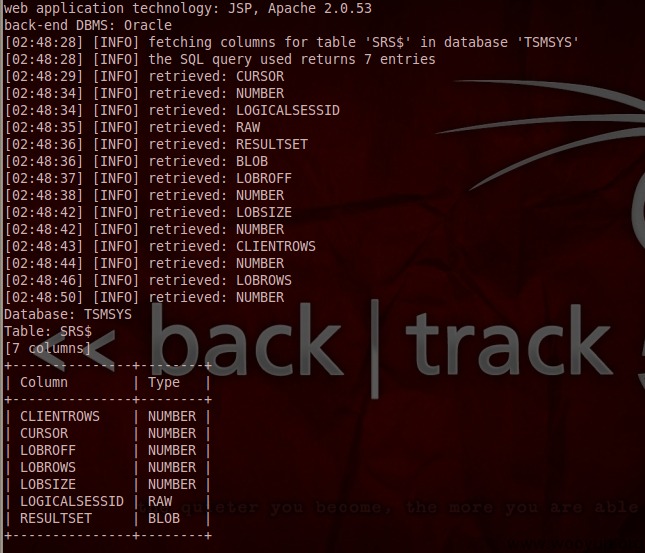 web application technology: JSP, Apache 2.0.53
back-end DBMS: Oracle
[02:48:28] [INFO] fetching columns for table 'SRS$' in database 'TSMSYS'
[02:48:28] [INFO] the SQL query used returns 7 entries
[02:48:29] [INFO] retrieved: CURSOR
[02:48:34] [INFO] retrieved: NUMBER
[02:48:34] [INFO] retrieved: LOGICALSESSID
[02:48:35] [INFO] retrieved: RAW
[02:48:36] [INFO] retrieved: RESULTSET
[02:48:36] [INFO] retrieved: BLOB
[02:48:37] [INFO] retrieved: LOBROFF
[02:48:38] [INFO] retrieved: NUMBER
[02:48:42] [INFO] retrieved: LOBSIZE
[02:48:42] [INFO] retrieved: NUMBER
[02:48:43] [INFO] retrieved: CLIENTROWS
[02:48:44] [INFO] retrieved: NUMBER
[02:48:46] [INFO] retrieved: LOBROWS
[02:48:50] [INFO] retrieved: NUMBER
Database: TSMSYS
Table: SRS$
[7 columns]
<< back | track
+---------------+--------+
| Column        | Type   |
+---------------+--------+
| CLIENTROWS    | NUMBER |
| CURSOR        | NUMBER |
| LOBROFF       | NUMBER |
| LOBROWS       | NUMBER |
| LOBSIZE       | NUMBER |
| LOGICALSESSID | RAW    |
| RESULTSET     | BLOB   |
+---------------+--------+
you become, the more you are able